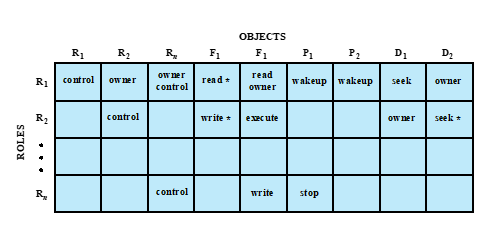 OBJECTS
R1 R2 Rn F1 F1 P1 P2 D1 D2
R1 control owner owner control read * read owner wakeup wakeup seek owner
R2 control write * execute owner seek *
ROLES
Rn control write stop